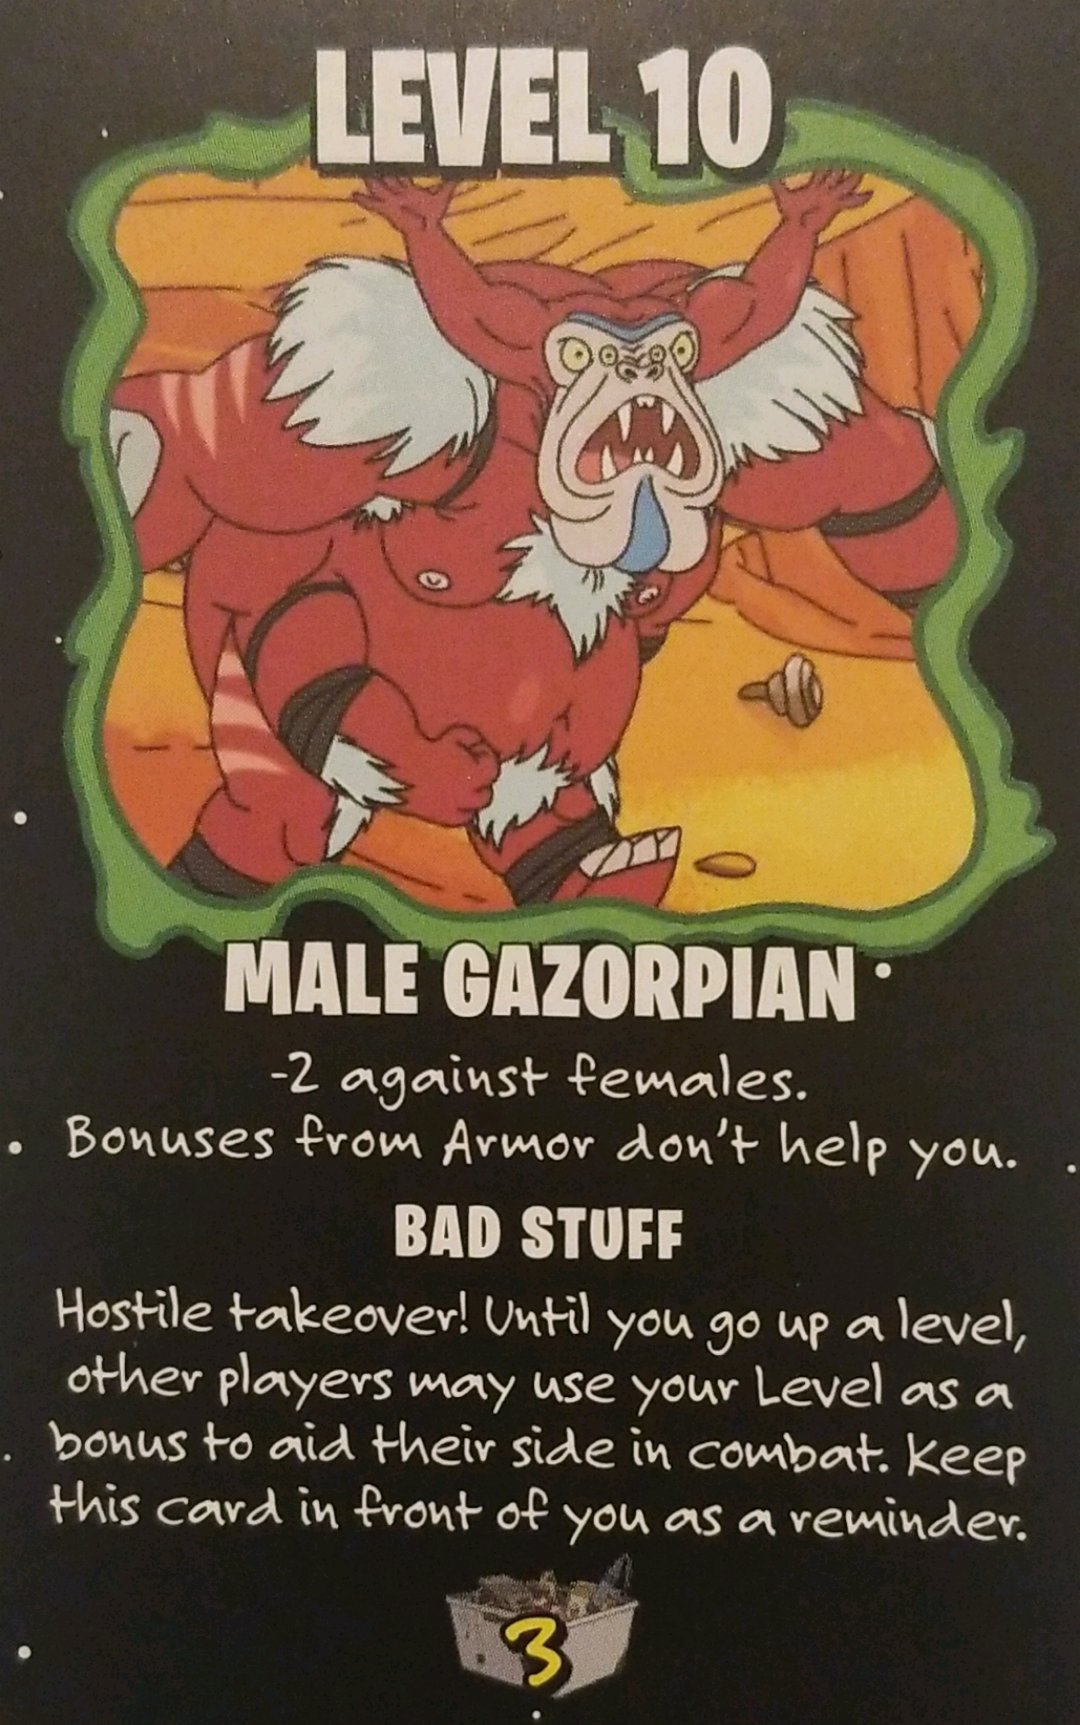 LEVEL 10
MALE GAZORPIAN
-2 against females.
Bonuses from Armor don't help you.
BAD STUFF
Hostile takeover! Until you go up a level,
other players may use your Level as a
bonus to aid their side in combat. Keep
this card in front of you as a reminder.
3